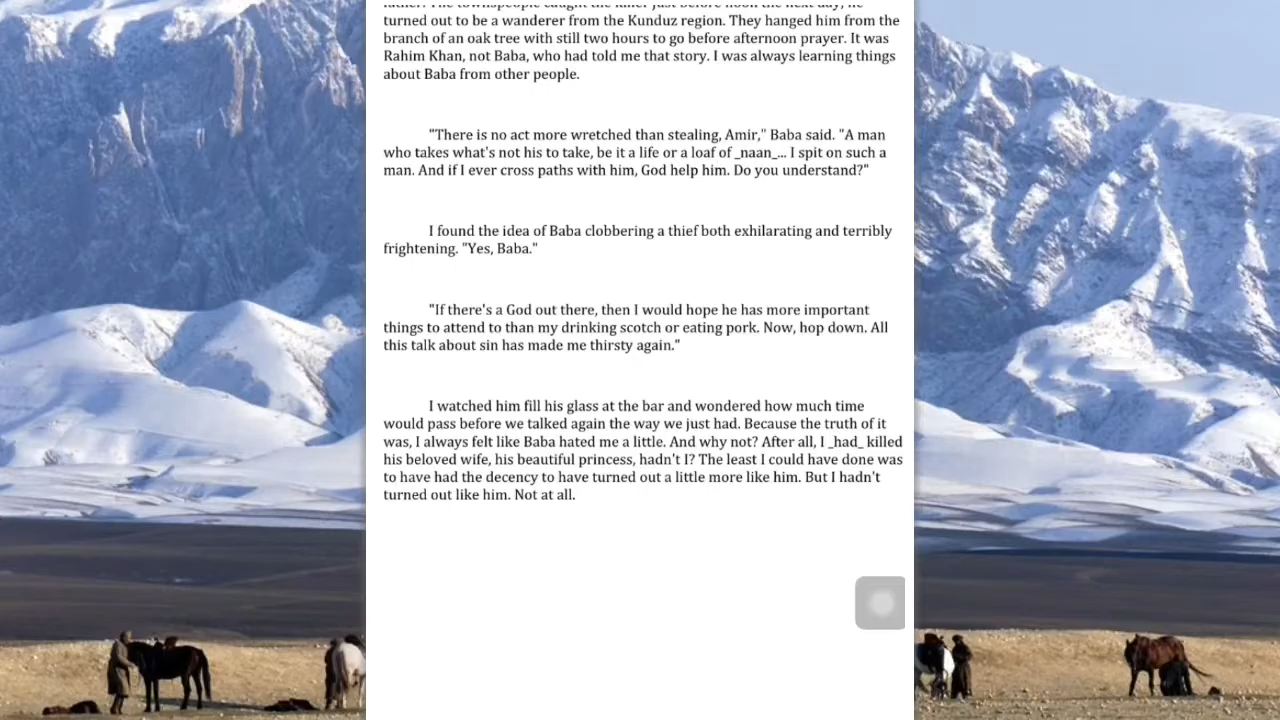 turned out to be a wanderer from the Kunduz region. They hanged him from the
branch of an oak tree with still two hours to go before afternoon prayer. It was
Rahim Khan, not Baba, who had told me that story. I was always learning things
about Baba from other people.
"There is no act more wretched than stealing, Amir," Baba said. "A man
who takes what's not his to take, be it a life or a loaf of _naan_... I spit on such a
man. And if I ever cross paths with him, God help him. Do you understand?"
I found the idea of Baba clobbering a thief both exhilarating and terribly
frightening. "Yes, Baba."
"If there's a God out there, then I would hope he has more important
things to attend to than my drinking scotch or eating pork. Now, hop down. All
this talk about sin has made me thirsty again."
I watched him fill his glass at the bar and wondered how much time
would pass before we talked again the way we just had. Because the truth of it
was, I always felt like Baba hated me a little. And why not? After all, I _had_ killed
his beloved wife, his beautiful princess, hadn't I? The least I could have done was
to have had the decency to have turned out a little more like him. But I hadn't
turned out like him. Not at all.